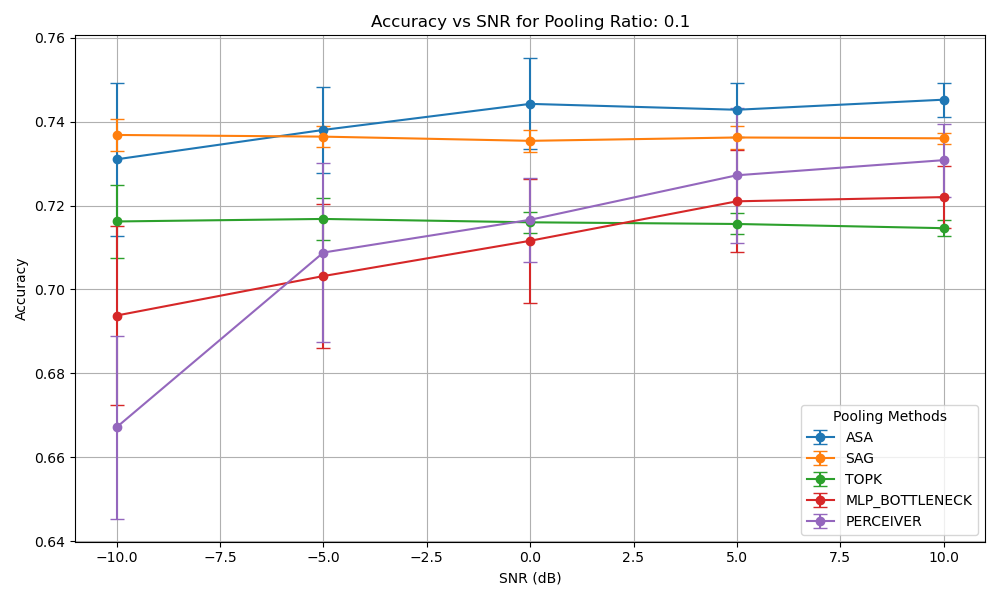 Accuracy vs SNR for Pooling Ratio: 0.1
0.76
0.74
0.72
0.70
0.68
0.66
0.64
Accuracy
−10.0
−7.5
−5.0
−2.5
0.0
2.5
5.0
7.5
10.0
SNR (dB)
Pooling Methods
ASA
SAG
TOPK
MLP_BOTTLENECK
PERCEIVER